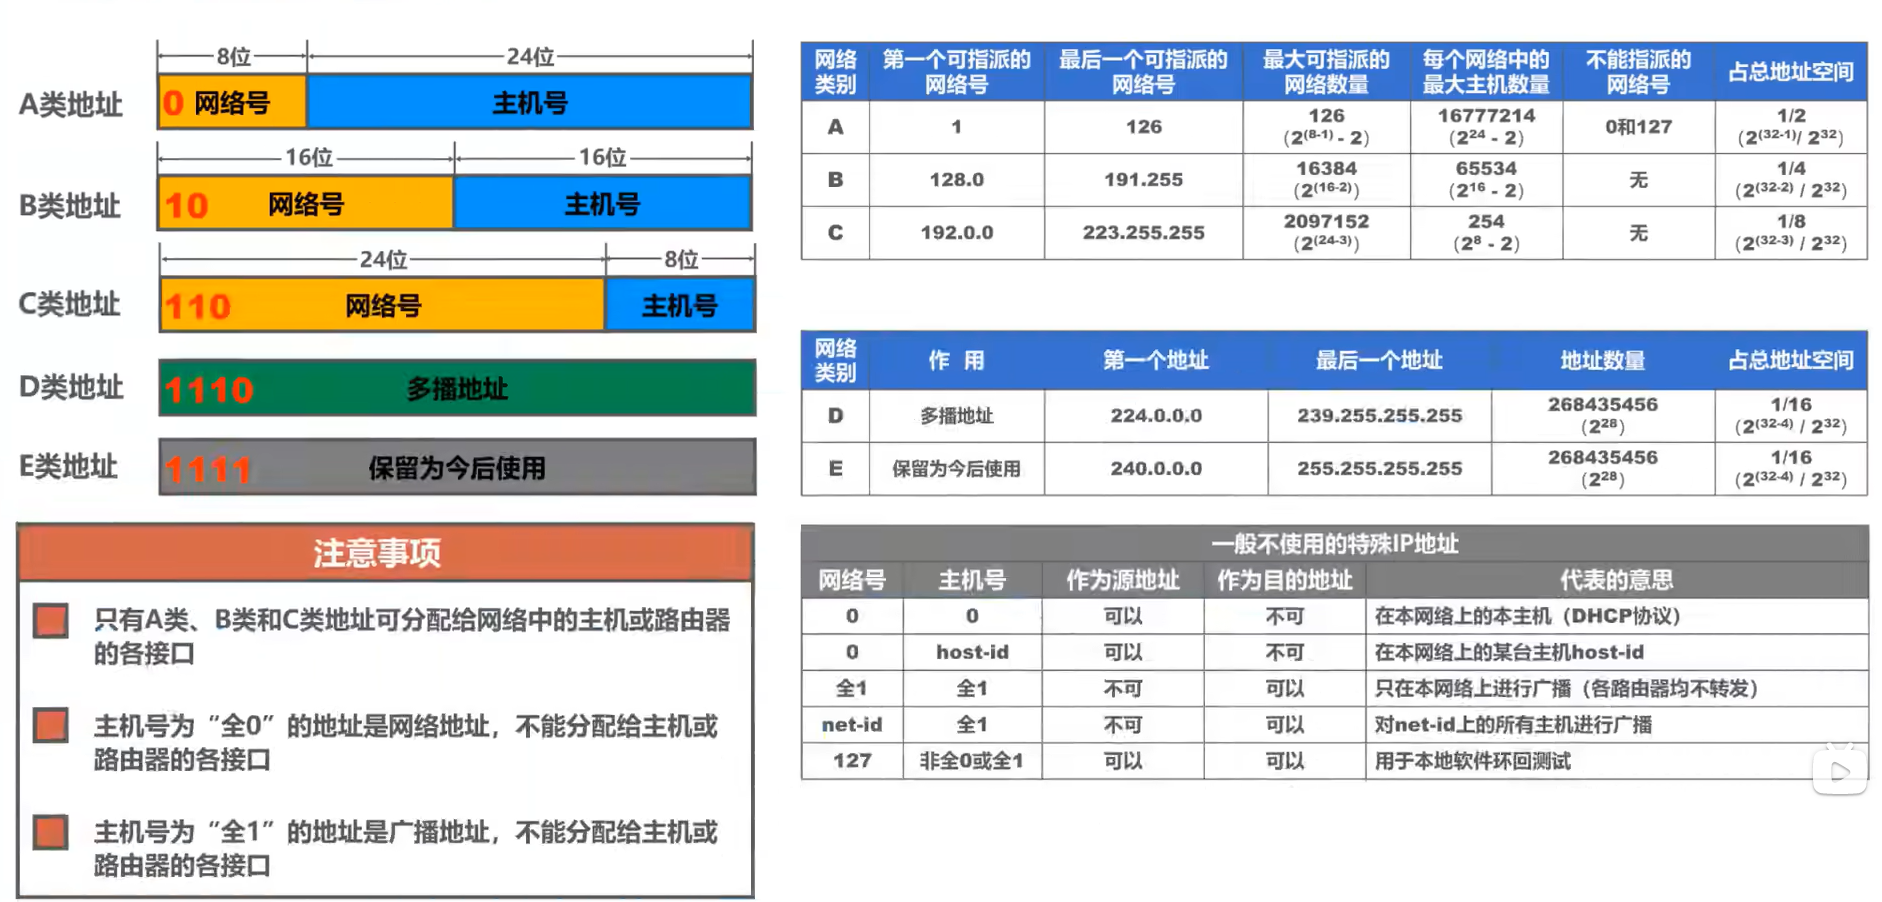 8位 24位
A类地址 0 网络号 主机号
16位 16位
B类地址 10 网络号 主机号
24位 8位
C类地址 110 网络号 主机号
D类地址 1110 多播地址
E类地址 1111 保留为今后使用
注意事项
只有A类、B类和C类地址可分配给网络中的主机或路由器
的各接口
主机号为“全0”的地址是网络地址，不能分配给主机或
路由器的各接口
主机号为“全1”的地址是广播地址，不能分配给主机或
路由器的各接口
网络类别 第一个可指派的网络号 最后一个可指派的网络号 最大可指派的网络数量 每个网络中的最大主机数量 不能指派的网络号 占总地址空间
A 1 126 126 (2^(8-1) - 2) 16777214 (2^24 - 2) 0和127 1/2 (2^(32-1)/ 2^32)
B 128.0 191.255 16384 (2^(16-2)) 65534 (2^16 - 2) 无 1/4 (2^(32-2) / 2^32)
C 192.0.0 223.255.255 2097152 (2^(24-3)) 254 (2^8 - 2) 无 1/8 (2^(32-3) / 2^32)
网络类别 作 用 第一个地址 最后一个地址 地址数量 占总地址空间
D 多播地址 224.0.0.0 239.255.255.255 268435456 (2^28) 1/16 (2^(32-4) / 2^32)
E 保留为今后使用 240.0.0.0 255.255.255.255 268435456 (2^28) 1/16 (2^(32-4) / 2^32)
一般不使用的特殊IP地址
网络号 主机号 作为源地址 作为目的地址 代表的意思
0 0 可以 不可 在本网络上的本主机（DHCP协议）
0 host-id 可以 不可 在本网络上的某台主机host-id
全1 全1 不可 可以 只在本网络上进行广播（各路由器均不转发）
net-id 全1 不可 可以 对net-id上的所有主机进行广播
127 非全0或全1 可以 可以 用于本地软件环回测试